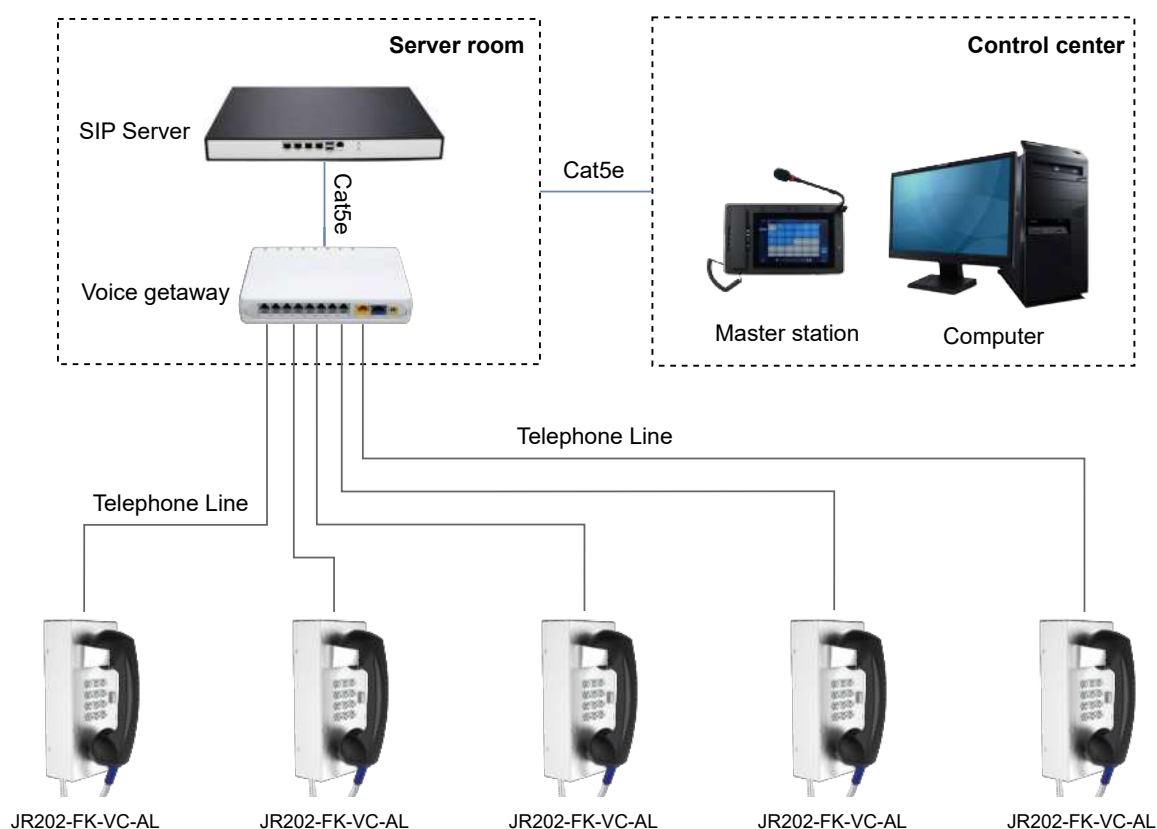 Server room
Control center
SIP Server
Cat5e
Cat5e
Voice getaway
Master station
Computer
Telephone Line
Telephone Line
JR202-FK-VC-AL
JR202-FK-VC-AL
JR202-FK-VC-AL
JR202-FK-VC-AL
JR202-FK-VC-AL